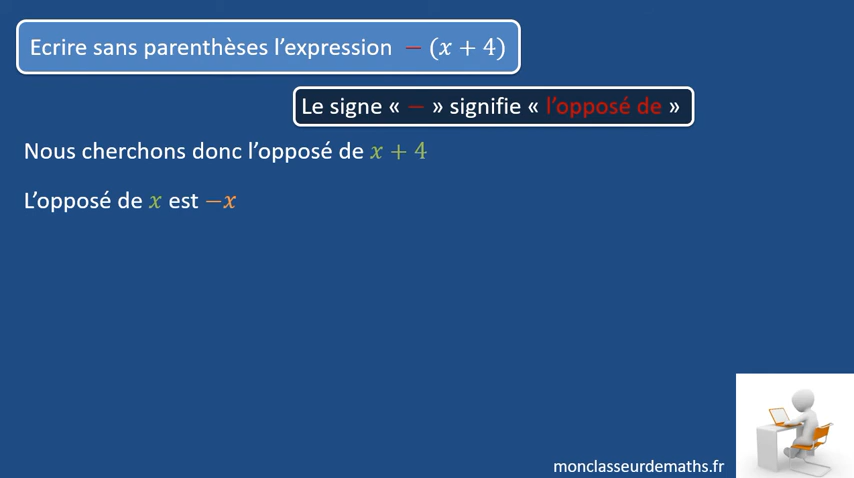 Ecrire sans parenthèses l’expression − (x + 4)
Le signe « − » signifie « l’opposé de »
Nous cherchons donc l’opposé de x + 4
L’opposé de x est −x
monclasseurdemaths.fr